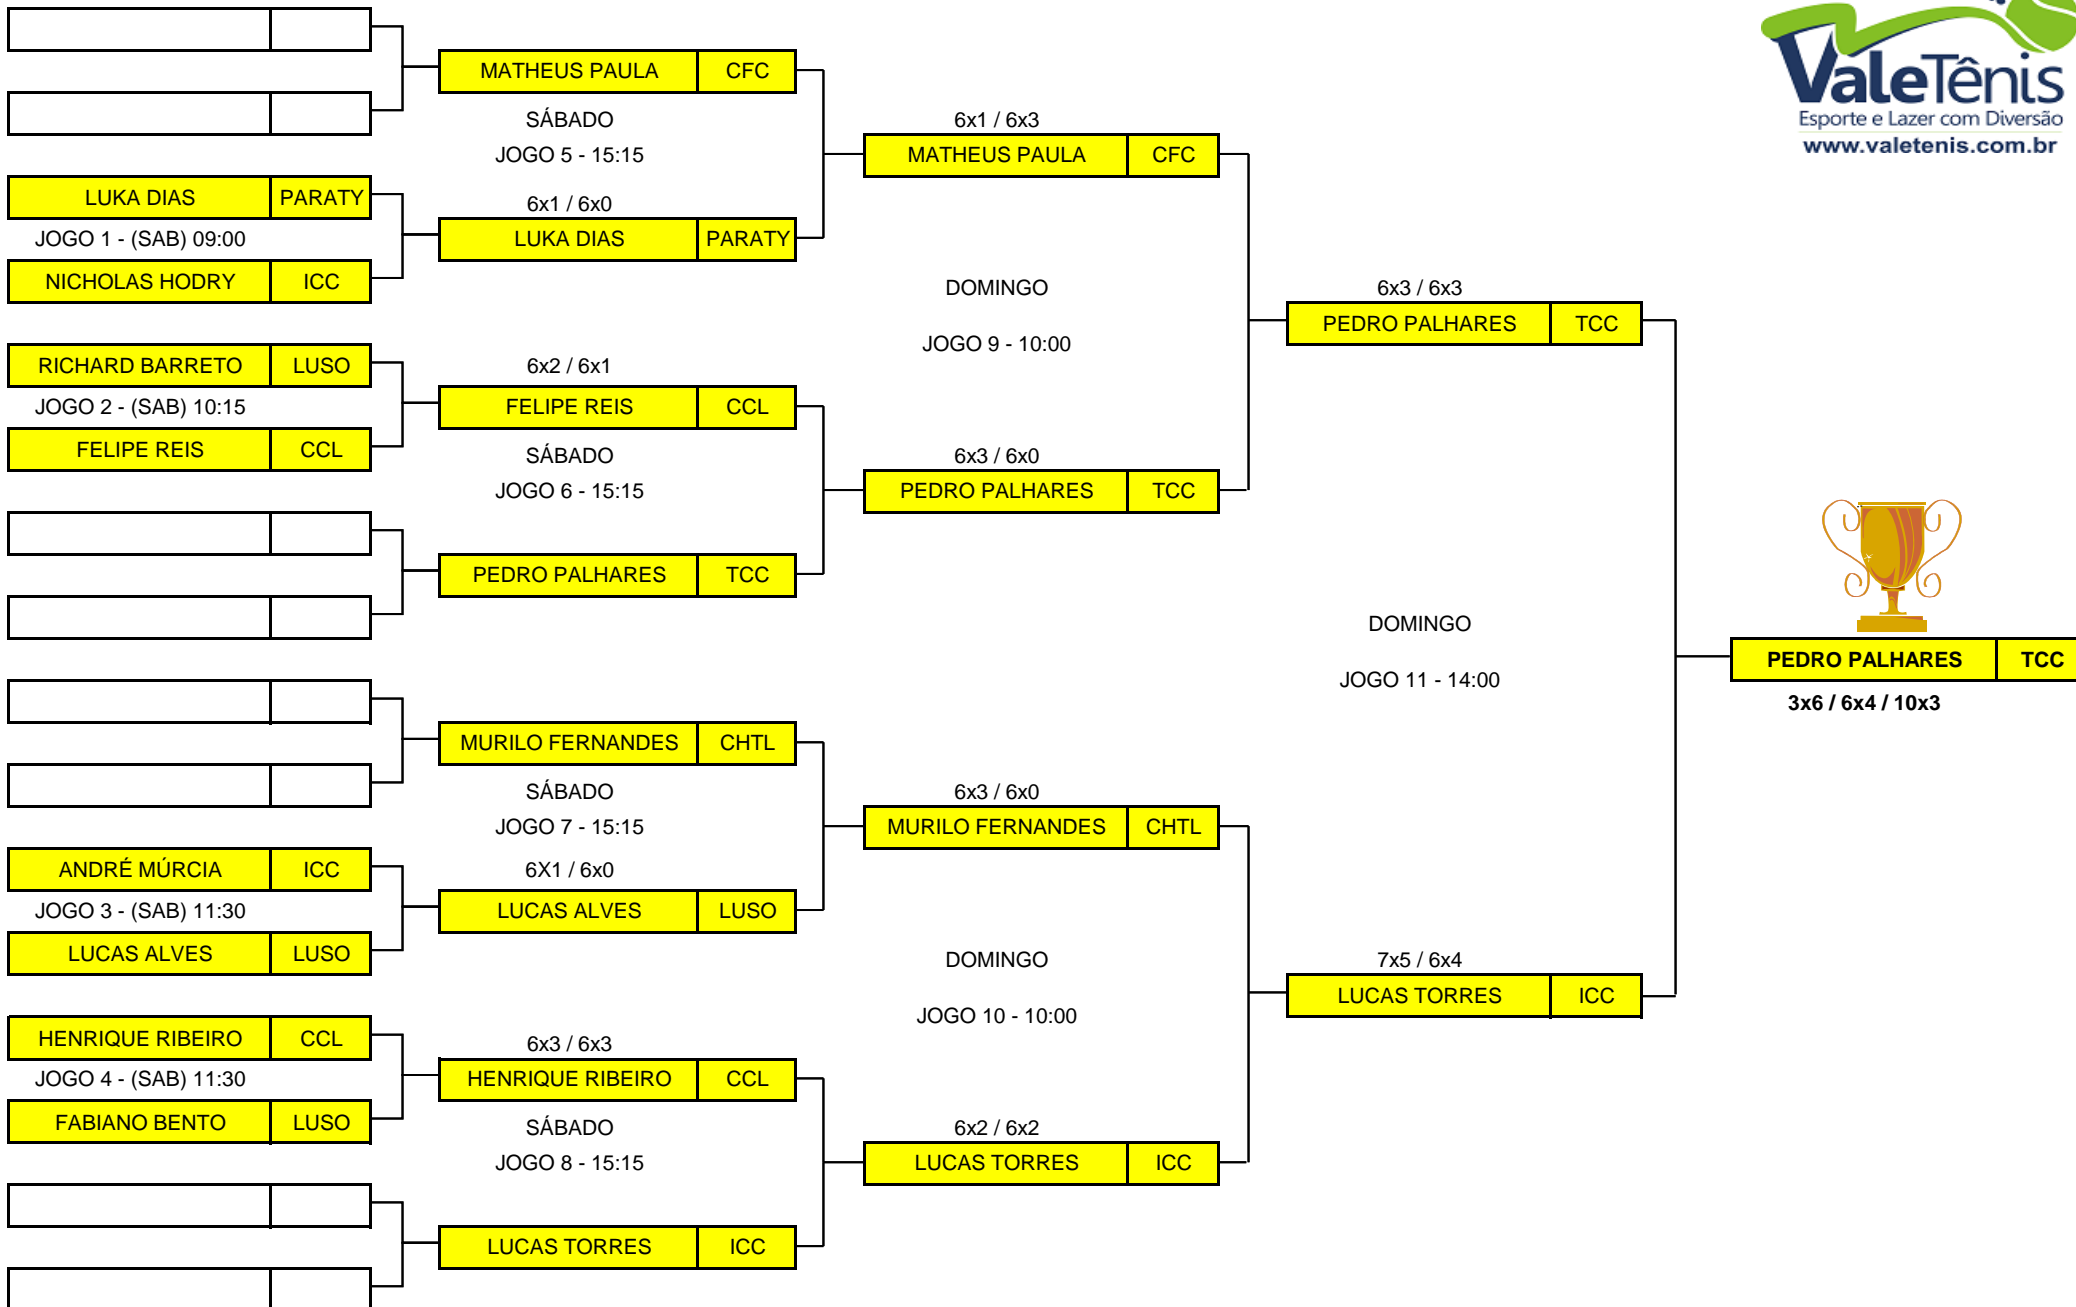 MATHEUS PAULA CFC
SÁBADO
JOGO 5 - 15:15
LUKA DIAS PARATY
JOGO 1 - (SAB) 09:00
NICHOLAS HODRY ICC
6x1 / 6x0
LUKA DIAS PARATY
6x1 / 6x3
MATHEUS PAULA CFC
RICHARD BARRETO LUSO
JOGO 2 - (SAB) 10:15
FELIPE REIS CCL
6x2 / 6x1
FELIPE REIS CCL
SÁBADO
JOGO 6 - 15:15
PEDRO PALHARES TCC
6x3 / 6x0
PEDRO PALHARES TCC
DOMINGO
JOGO 9 - 10:00
6x3 / 6x3
PEDRO PALHARES TCC
MURILO FERNANDES CHTL
SÁBADO
JOGO 7 - 15:15
ANDRÉ MÚRCIA ICC
JOGO 3 - (SAB) 11:30
LUCAS ALVES LUSO
6X1 / 6x0
LUCAS ALVES LUSO
6x3 / 6x0
MURILO FERNANDES CHTL
HENRIQUE RIBEIRO CCL
JOGO 4 - (SAB) 11:30
FABIANO BENTO LUSO
6x3 / 6x3
HENRIQUE RIBEIRO CCL
SÁBADO
JOGO 8 - 15:15
LUCAS TORRES ICC
6x2 / 6x2
LUCAS TORRES ICC
DOMINGO
JOGO 10 - 10:00
7x5 / 6x4
LUCAS TORRES ICC
DOMINGO
JOGO 11 - 14:00
PEDRO PALHARES TCC
3x6 / 6x4 / 10x3
ValeTênis
Esporte e Lazer com Diversão
www.valetenis.com.br